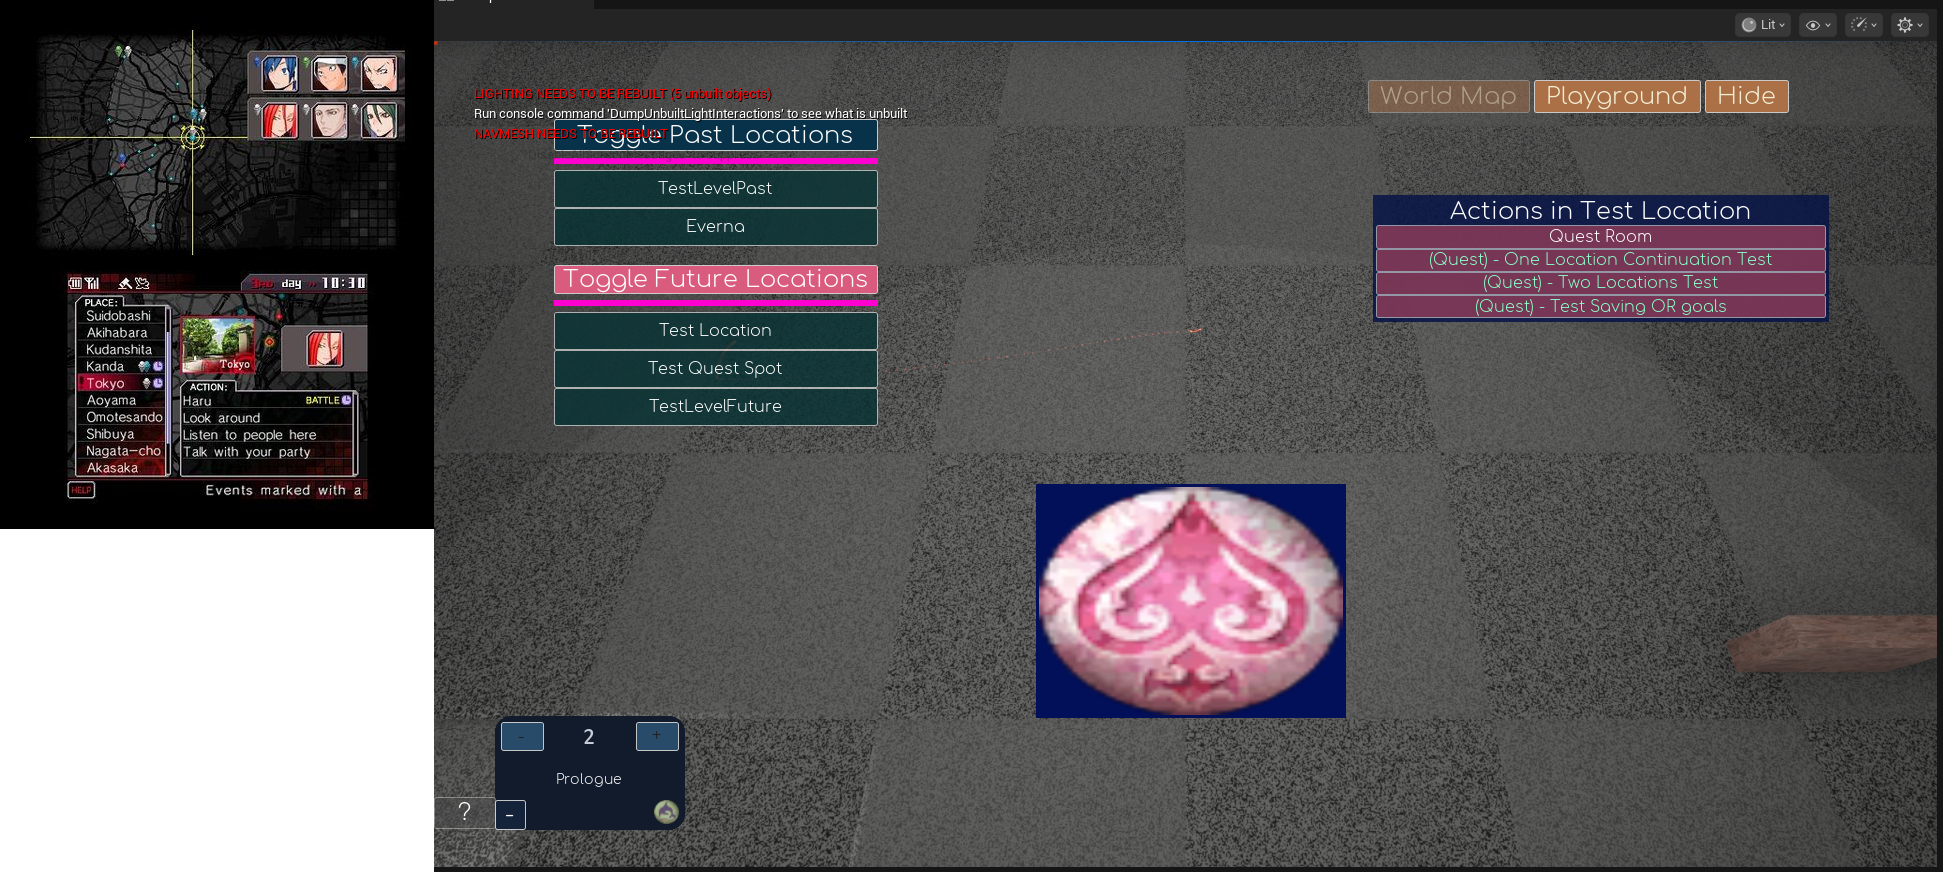 3RD day 10:30
PLACE:
Suidobashi
Akihabara
Kudanshita
Kanda
Tokyo
Aoyama
Omotesando
Shibuya
Nagata-cho
Akasaka
Tokyo
ACTION:
Haru BATTLE
Look around
Listen to people here
Talk with your party
HELP
Events marked with a
Lit
LIGHTING NEEDS TO BE REBUILT (5 unbuilt objects)
Run console command 'DumpUnbuiltLightInteractions' to see what is unbuilt
NAVMESH NEEDS TO BE REBUILT
Toggle Past Locations
TestLevelPast
Everna
Toggle Future Locations
Test Location
Test Quest Spot
TestLevelFuture
World Map
Playground
Hide
Actions in Test Location
Quest Room
(Quest) - One Location Continuation Test
(Quest) - Two Locations Test
(Quest) - Test Saving OR goals
- 2 +
Prologue
? -